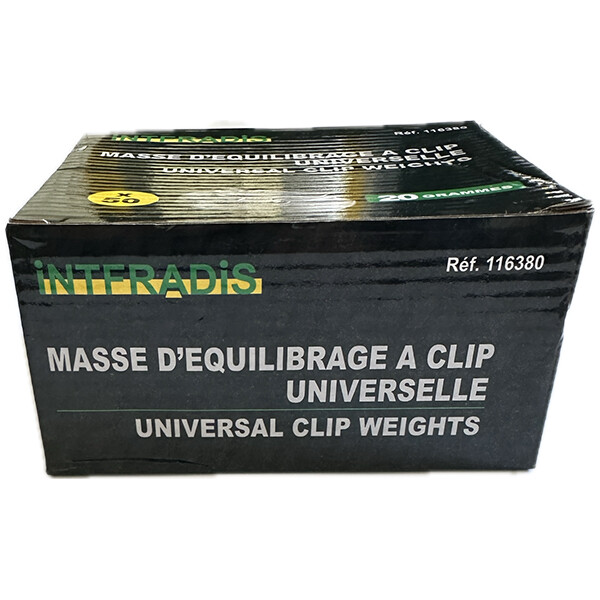 iNTERADiS
Réf. 116380
MASSE D'EQUILIBRAGE A CLIP
UNIVERSELLE
UNIVERSAL CLIP WEIGHTS
X
50
20 GRAMMES
iNTERADiS
Réf. 116380
MASSE D'EQUILIBRAGE A CLIP
UNIVERSELLE
UNIVERSAL CLIP WEIGHTS